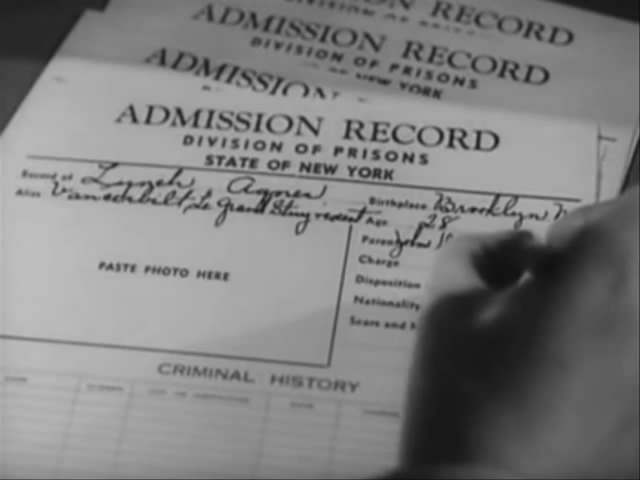 ON RECORD
ADMISSION RECORD
DIVISION OF PRISONS
NEW YORK
ADMISSION
ADMISSION RECORD
DIVISION OF PRISONS
STATE OF NEW YORK
Record of Lynch, Agnes Birthplace Brooklyn N
Alias Vanderbilt, Le Grand, Stuyvesant Age 28
Parents John
Charge
PASTE PHOTO HERE
Disposition
Nationality
Scars and
CRIMINAL HISTORY